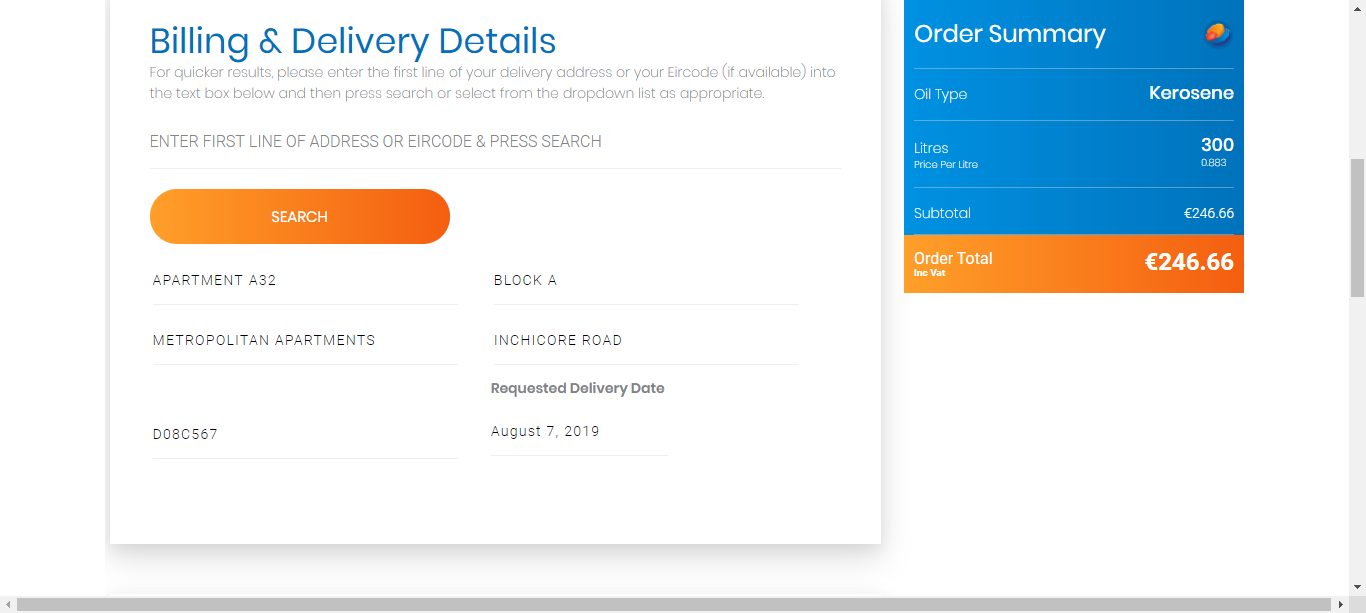 Billing & Delivery Details
For quicker results, please enter the first line of your delivery address or your Eircode (if available) into
the text box below and then press search or select from the dropdown list as appropriate.
ENTER FIRST LINE OF ADDRESS OR EIRCODE & PRESS SEARCH
SEARCH
APARTMENT A32
BLOCK A
METROPOLITAN APARTMENTS
INCHICORE ROAD
Requested Delivery Date
D08C567
August 7, 2019
Order Summary
Oil Type Kerosene
Litres 300
Price Per Litre 0.883
Subtotal €246.66
Order Total €246.66
Inc Vat